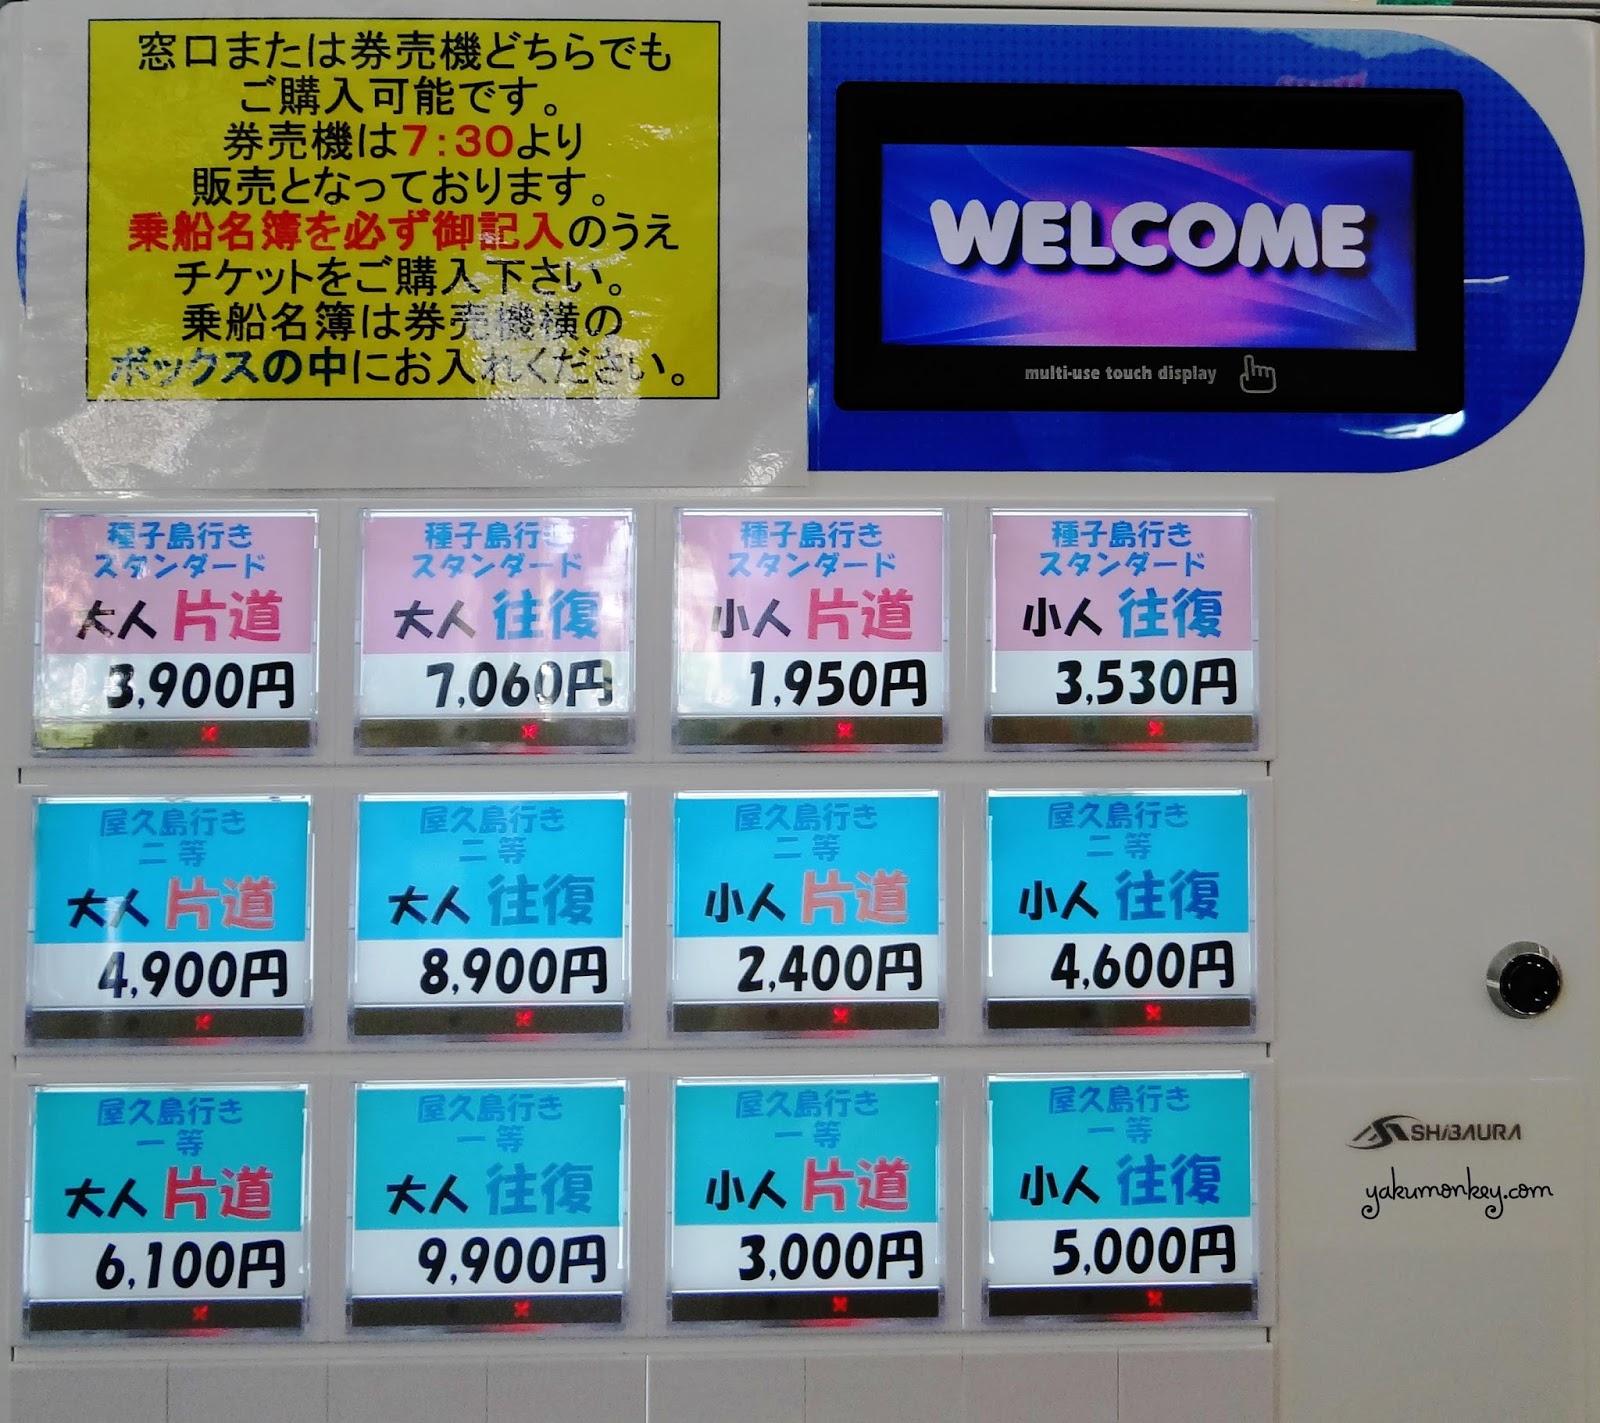 窓口または券売機どちらでも
ご購入可能です。
券売機は7:30より
販売となっております。
乗船名簿を必ず御記入のうえ
チケットをご購入下さい。
乗船名簿は券売機横の
ボックスの中にお入れください。
WELCOME
multi-use touch display
種子島行き
スタンダード
大人 片道
3,900円
種子島行き
スタンダード
大人 往復
7,060円
種子島行き
スタンダード
小人 片道
1,950円
種子島行き
スタンダード
小人 往復
3,530円
屋久島行き
二等
大人 片道
4,900円
屋久島行き
二等
大人 往復
8,900円
屋久島行き
二等
小人 片道
2,400円
屋久島行き
二等
小人 往復
4,600円
屋久島行き
一等
大人 片道
6,100円
屋久島行き
一等
大人 往復
9,900円
屋久島行き
一等
小人 片道
3,000円
屋久島行き
一等
小人 往復
5,000円
SHIBAURA
yakumonkey.com